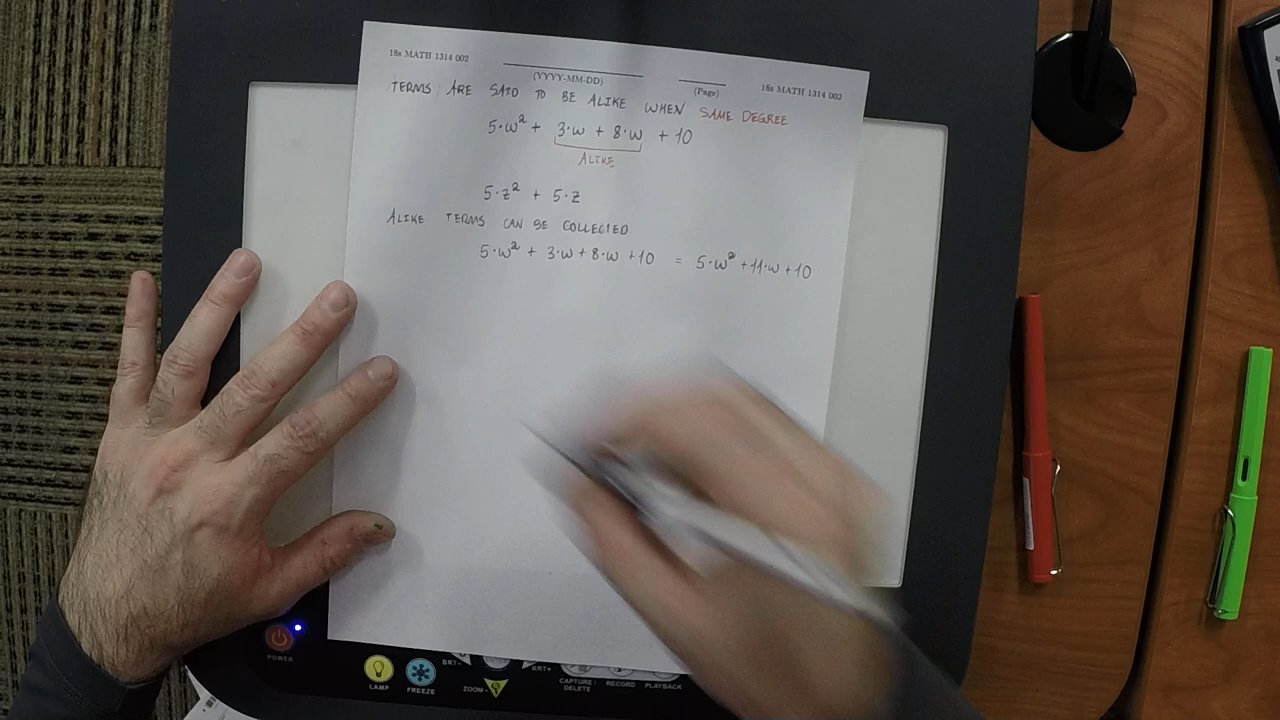 18s MATH 1314 002
(YYYY-MM-DD)
(Page)
18s MATH 1314 002
TERMS ARE SAID TO BE ALIKE WHEN SAME DEGREE
5·w² + 3·w + 8·w + 10
ALIKE
5·z² + 5·z
ALIKE TERMS CAN BE COLLECTED
5·w² + 3·w + 8·w + 10 = 5·w² + 11·w + 10
POWER
LAMP
FREEZE
BRT-
ZOOM-
BRT+
CAPTURE / DELETE
RECORD
PLAYBACK